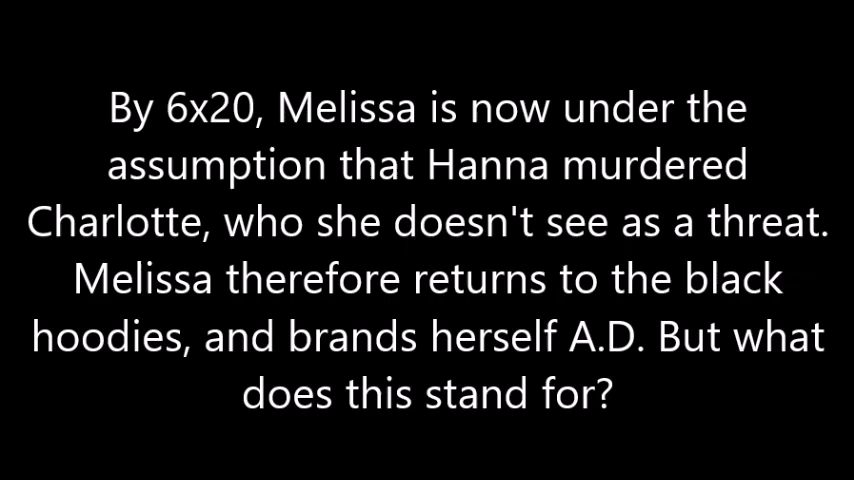 By 6x20, Melissa is now under the
assumption that Hanna murdered
Charlotte, who she doesn't see as a threat.
Melissa therefore returns to the black
hoodies, and brands herself A.D. But what
does this stand for?